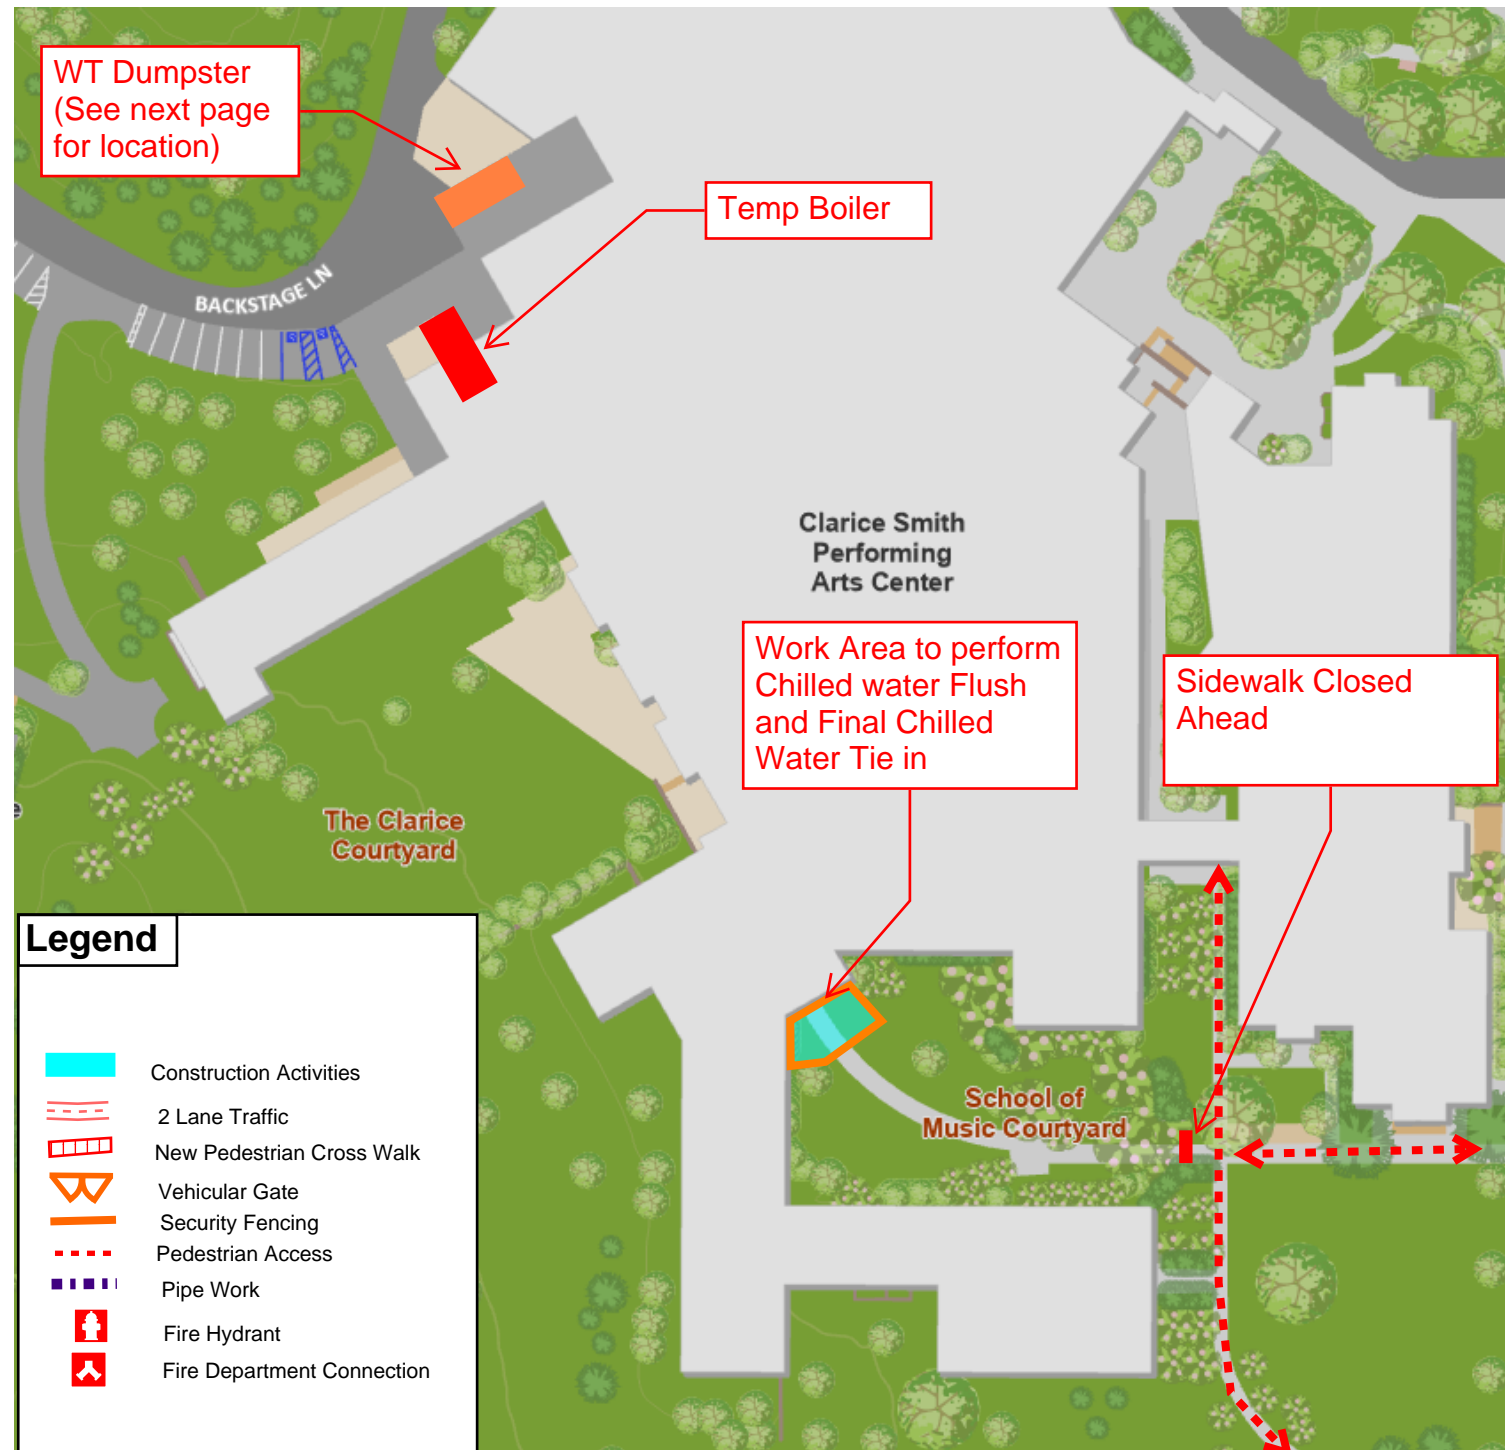 WT Dumpster
(See next page
for location)
Temp Boiler
BACKSTAGE LN
Clarice Smith
Performing
Arts Center
Work Area to perform
Chilled water Flush
and Final Chilled
Water Tie in
Sidewalk Closed
Ahead
The Clarice
Courtyard
School of
Music Courtyard
Legend
Construction Activities
2 Lane Traffic
New Pedestrian Cross Walk
Vehicular Gate
Security Fencing
Pedestrian Access
Pipe Work
Fire Hydrant
Fire Department Connection